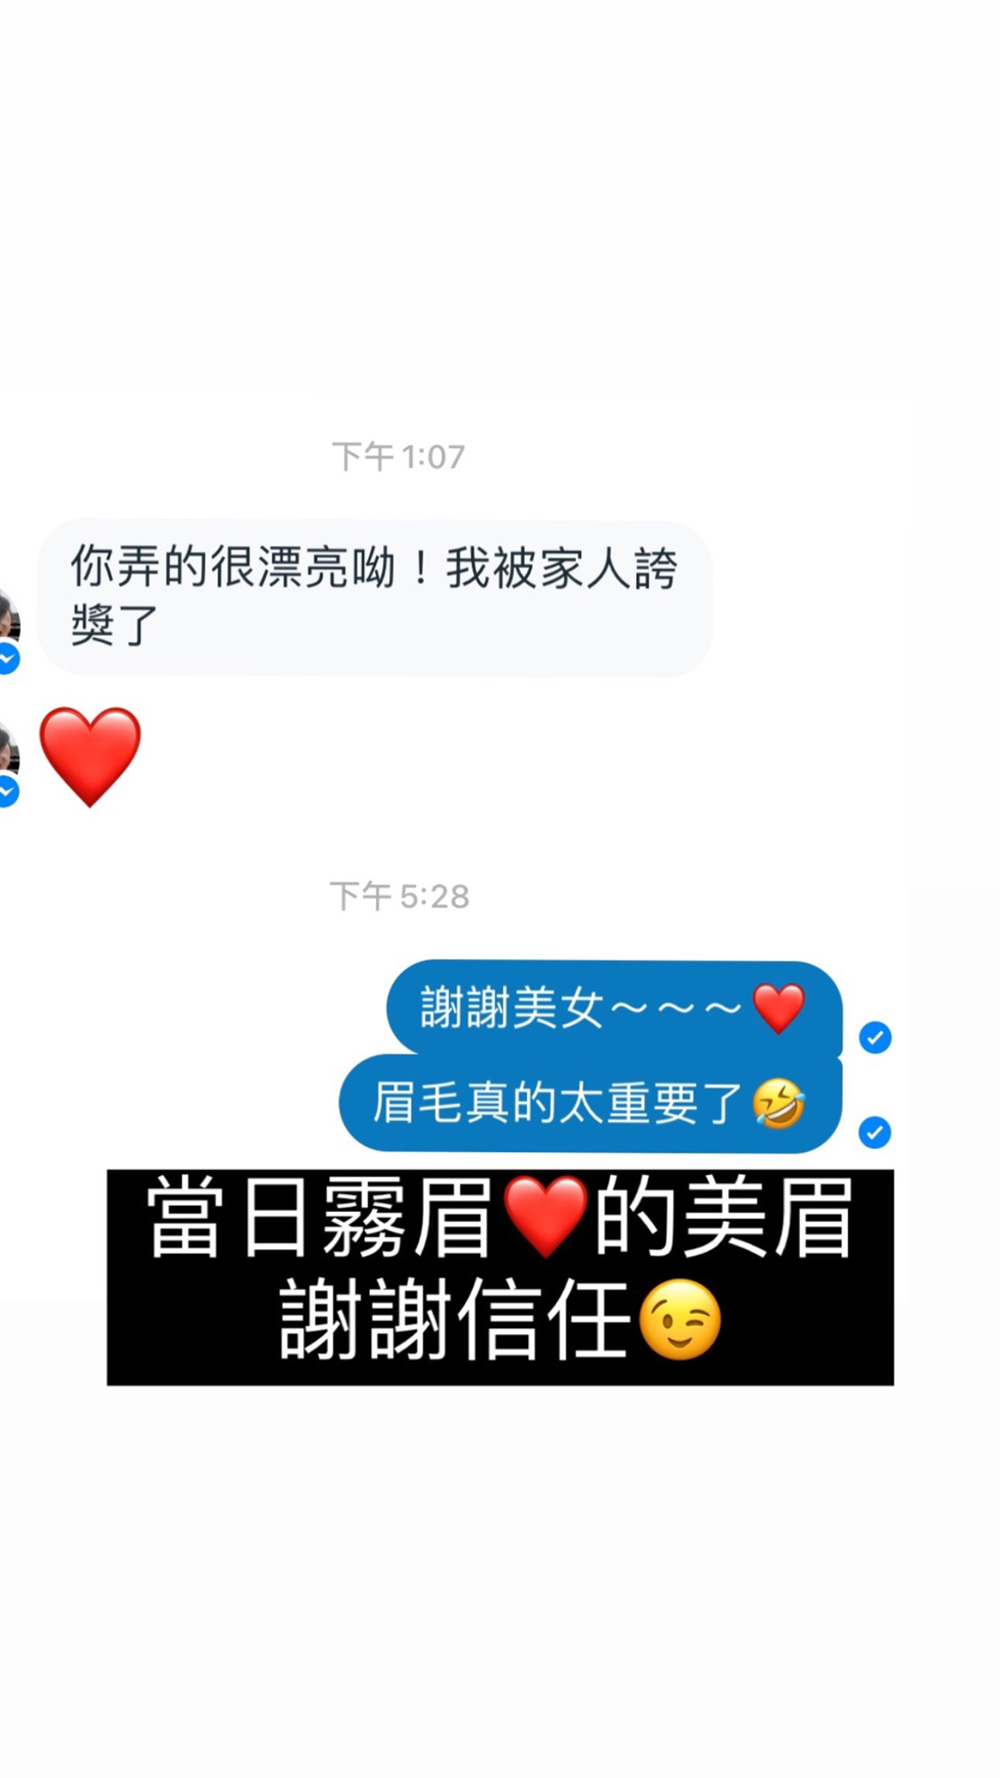 下午 1:07
你弄的很漂亮呦！我被家人誇
獎了
❤️
下午 5:28
謝謝美女～～～❤️
眉毛真的太重要了🤣
當日霧眉❤️的美眉
謝謝信任😉